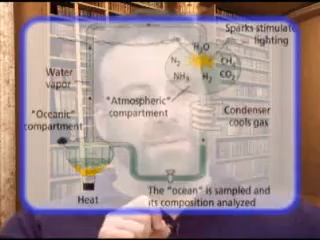 Sparks stimulate
lighting
H₂O
N₂
CH₄
NH₃
H₂
CO₂
Water
vapor
"Atmospheric"
compartment
"Oceanic"
compartment
Condenser
cools gas
Heat
The "ocean" is sampled and
its composition analyzed